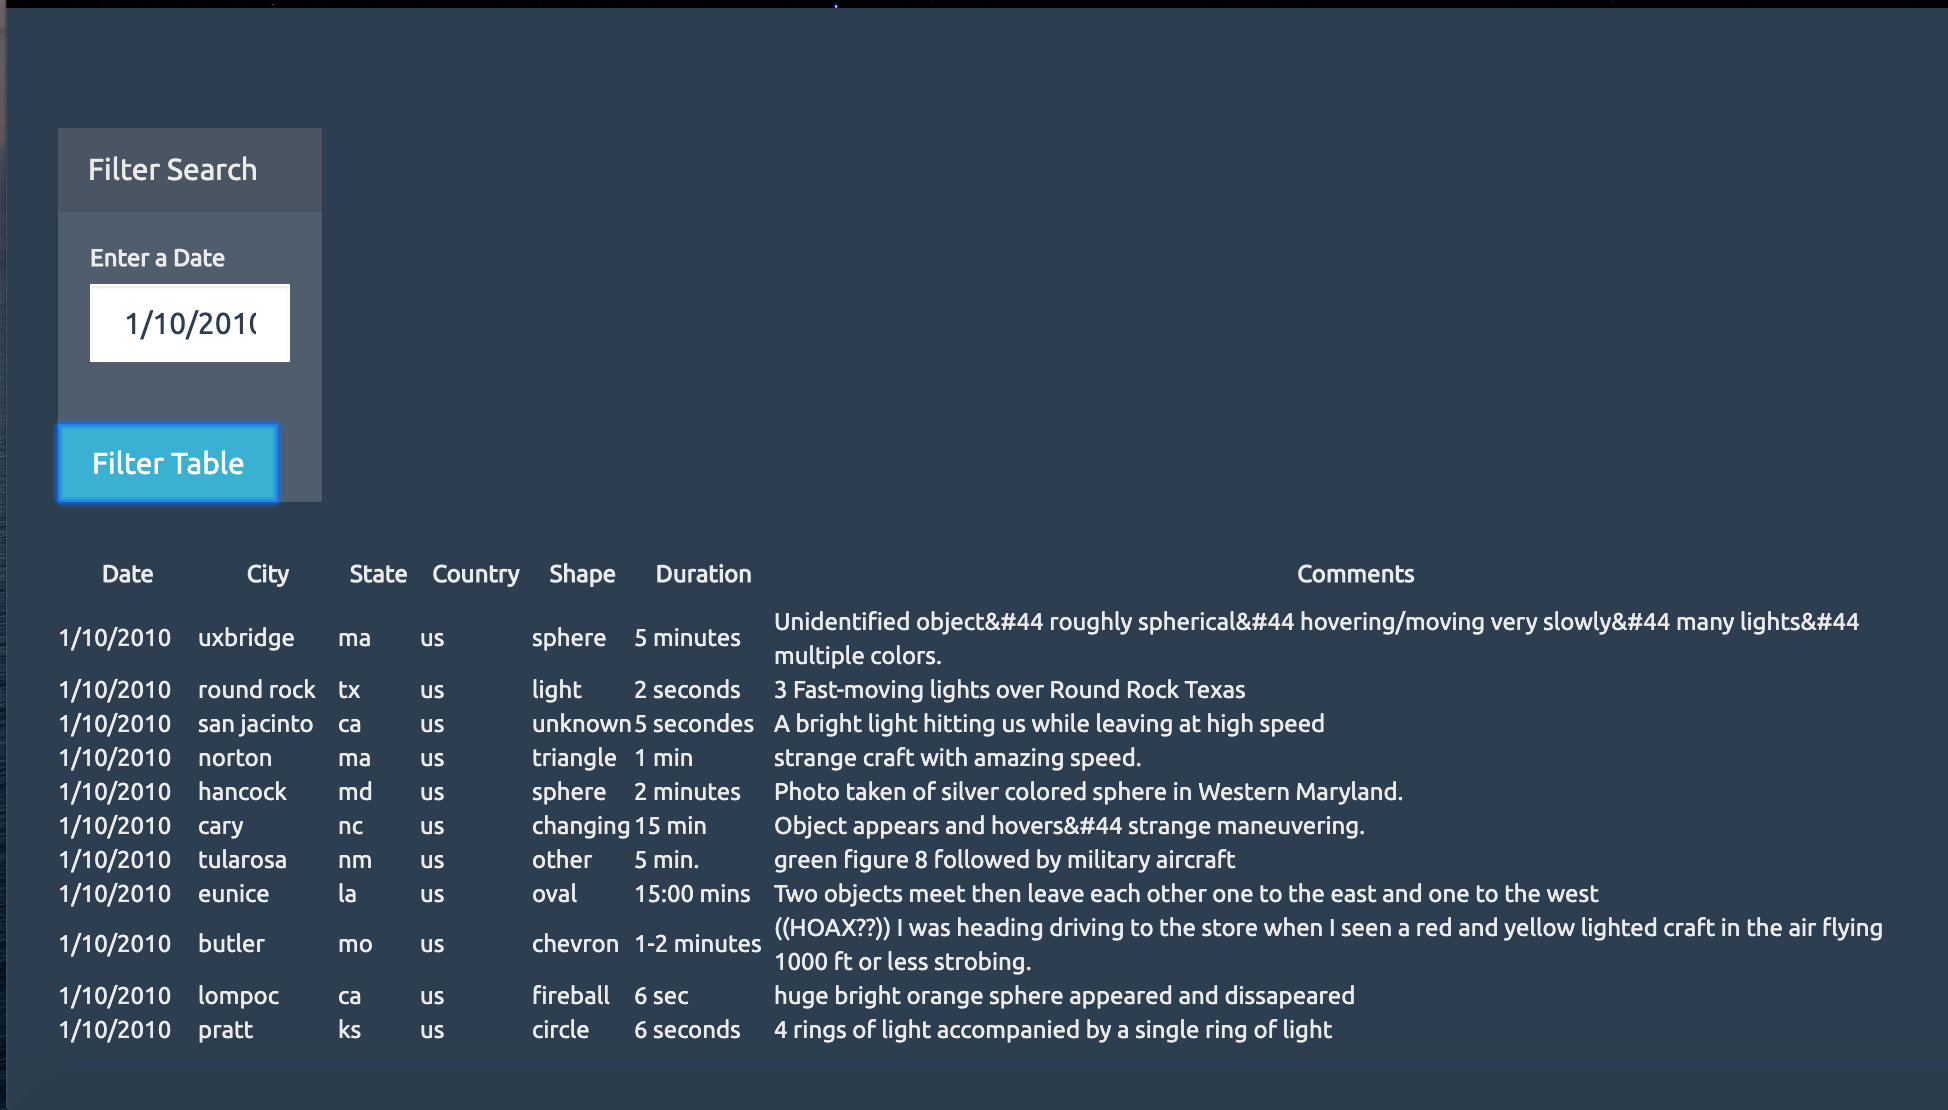 Filter Search
Enter a Date
1/10/2010
Filter Table
Date City State Country Shape Duration Comments
1/10/2010 uxbridge ma us sphere 5 minutes Unidentified object&#44 roughly spherical&#44 hovering/moving very slowly&#44 many lights&#44
multiple colors.
1/10/2010 round rock tx us light 2 seconds 3 Fast-moving lights over Round Rock Texas
1/10/2010 san jacinto ca us unknown 5 secondes A bright light hitting us while leaving at high speed
1/10/2010 norton ma us triangle 1 min strange craft with amazing speed.
1/10/2010 hancock md us sphere 2 minutes Photo taken of silver colored sphere in Western Maryland.
1/10/2010 cary nc us changing 15 min Object appears and hovers&#44 strange maneuvering.
1/10/2010 tularosa nm us other 5 min. green figure 8 followed by military aircraft
1/10/2010 eunice la us oval 15:00 mins Two objects meet then leave each other one to the east and one to the west
1/10/2010 butler mo us chevron 1-2 minutes ((HOAX??)) I was heading driving to the store when I seen a red and yellow lighted craft in the air flying
1000 ft or less strobing.
1/10/2010 lompoc ca us fireball 6 sec huge bright orange sphere appeared and dissapeared
1/10/2010 pratt ks us circle 6 seconds 4 rings of light accompanied by a single ring of light